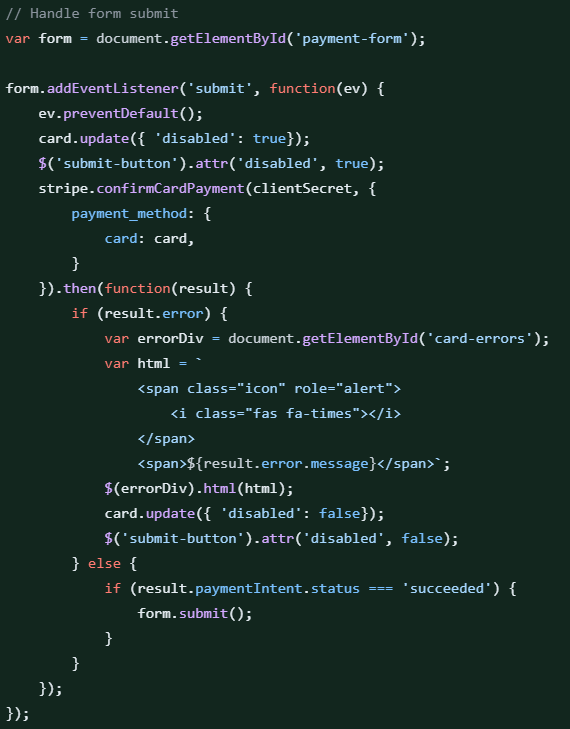 // Handle form submit
var form = document.getElementById('payment-form');

form.addEventListener('submit', function(ev) {
    ev.preventDefault();
    card.update({ 'disabled': true});
    $('submit-button').attr('disabled', true);
    stripe.confirmCardPayment(clientSecret, {
        payment_method: {
            card: card,
        }
    }).then(function(result) {
        if (result.error) {
            var errorDiv = document.getElementById('card-errors');
            var html = `
                <span class="icon" role="alert">
                    <i class="fas fa-times"></i>
                </span>
                <span>${result.error.message}</span>`;
            $(errorDiv).html(html);
            card.update({ 'disabled': false});
            $('submit-button').attr('disabled', false);
        } else {
            if (result.paymentIntent.status === 'succeeded') {
                form.submit();
            }
        }
    });
});